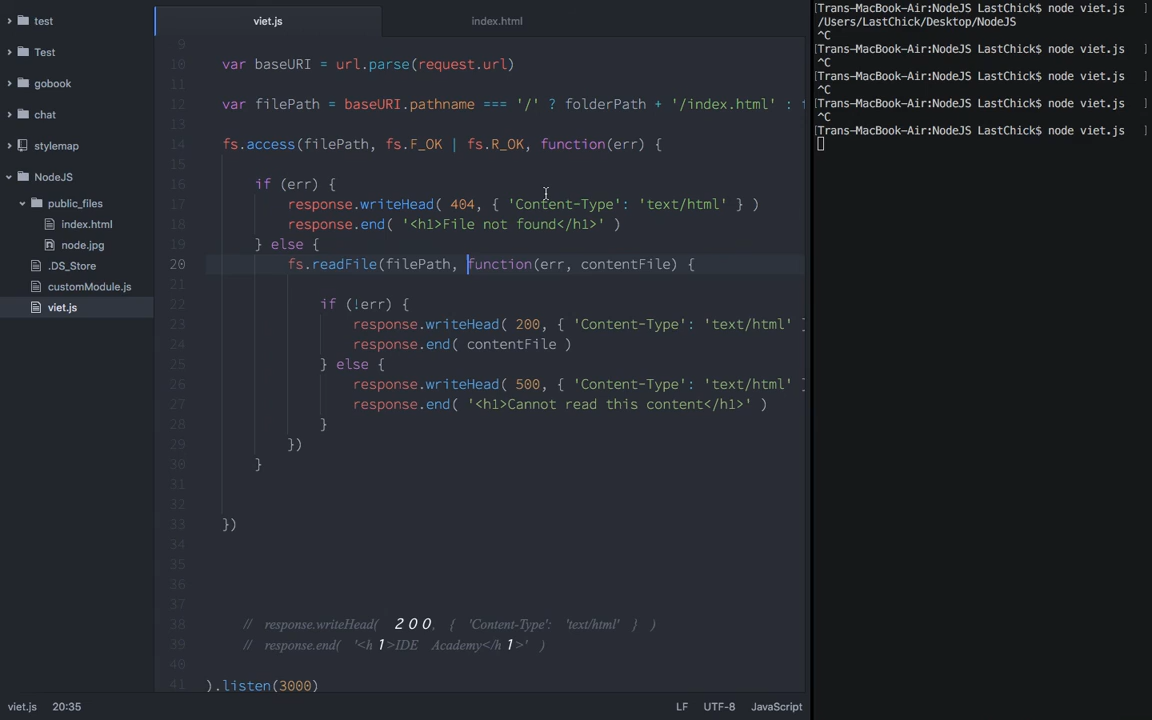 test
Test
gobook
chat
stylemap
NodeJS
public_files
index.html
node.jpg
.DS_Store
customModule.js
viet.js
viet.js
index.html
9
10 var baseURI = url.parse(request.url)
11
12 var filePath = baseURI.pathname === '/' ? folderPath + '/index.html' :
13
14 fs.access(filePath, fs.F_OK | fs.R_OK, function(err) {
15
16 if (err) {
17 response.writeHead( 404, { 'Content-Type': 'text/html' } )
18 response.end( '<h1>File not found</h1>' )
19 } else {
20 fs.readFile(filePath, function(err, contentFile) {
21
22 if (!err) {
23 response.writeHead( 200, { 'Content-Type': 'text/html'
24 response.end( contentFile )
25 } else {
26 response.writeHead( 500, { 'Content-Type': 'text/html'
27 response.end( '<h1>Cannot read this content</h1>' )
28 }
29 })
30 }
31
32
33 })
34
35
36
37
38 // response.writeHead( 200, { 'Content-Type': 'text/html' } )
39 // response.end( '<h1>IDE Academy</h1>' )
40
41 ).listen(3000)
viet.js 20:35
LF UTF-8 JavaScript
[Trans-MacBook-Air:NodeJS LastChick$ node viet.js ]
/Users/LastChick/Desktop/NodeJS
^C
[Trans-MacBook-Air:NodeJS LastChick$ node viet.js ]
^C
[Trans-MacBook-Air:NodeJS LastChick$ node viet.js ]
^C
[Trans-MacBook-Air:NodeJS LastChick$ node viet.js ]
^C
[Trans-MacBook-Air:NodeJS LastChick$ node viet.js ]